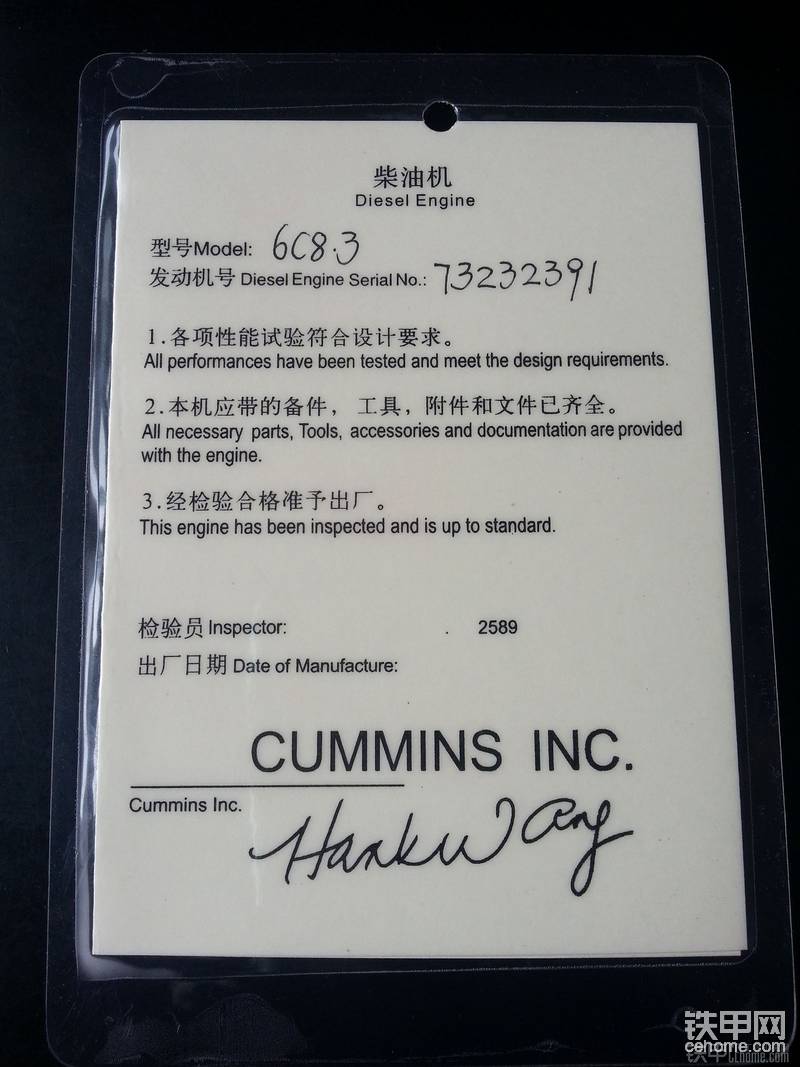 柴油机
Diesel Engine
型号Model: 6C8.3
发动机号 Diesel Engine Serial No.: 73232391
1.各项性能试验符合设计要求。
All performances have been tested and meet the design requirements.
2.本机应带的备件，工具，附件和文件已齐全。
All necessary parts, Tools, accessories and documentation are provided
with the engine.
3.经检验合格准予出厂。
This engine has been inspected and is up to standard.
检验员 Inspector: . 2589
出厂日期 Date of Manufacture:
CUMMINS INC.
Cummins Inc.
Hank Wang
铁甲网
cehome.com